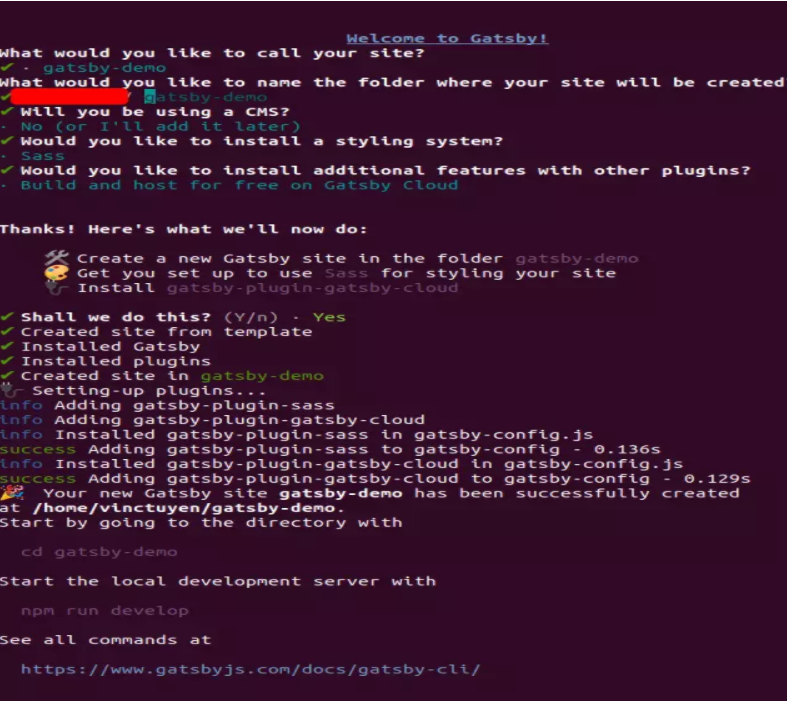 Welcome to Gatsby!
What would you like to call your site?
✔ · gatsby-demo
What would you like to name the folder where your site will be created?
✔ / gatsby-demo
✔ Will you be using a CMS?
· No (or I'll add it later)
✔ Would you like to install a styling system?
· Sass
✔ Would you like to install additional features with other plugins?
· Build and host for free on Gatsby Cloud
Thanks! Here's what we'll now do:
🛠 Create a new Gatsby site in the folder gatsby-demo
🎨 Get you set up to use Sass for styling your site
🔌 Install gatsby-plugin-gatsby-cloud
✔ Shall we do this? (Y/n) · Yes
✔ Created site from template
✔ Installed Gatsby
✔ Installed plugins
✔ Created site in gatsby-demo
🔌 Setting-up plugins...
info Adding gatsby-plugin-sass
info Adding gatsby-plugin-gatsby-cloud
info Installed gatsby-plugin-sass in gatsby-config.js
success Adding gatsby-plugin-sass to gatsby-config - 0.136s
info Installed gatsby-plugin-gatsby-cloud in gatsby-config.js
success Adding gatsby-plugin-gatsby-cloud to gatsby-config - 0.129s
🎉 Your new Gatsby site gatsby-demo has been successfully created
at /home/vinctuyen/gatsby-demo.
Start by going to the directory with
cd gatsby-demo
Start the local development server with
npm run develop
See all commands at
https://www.gatsbyjs.com/docs/gatsby-cli/